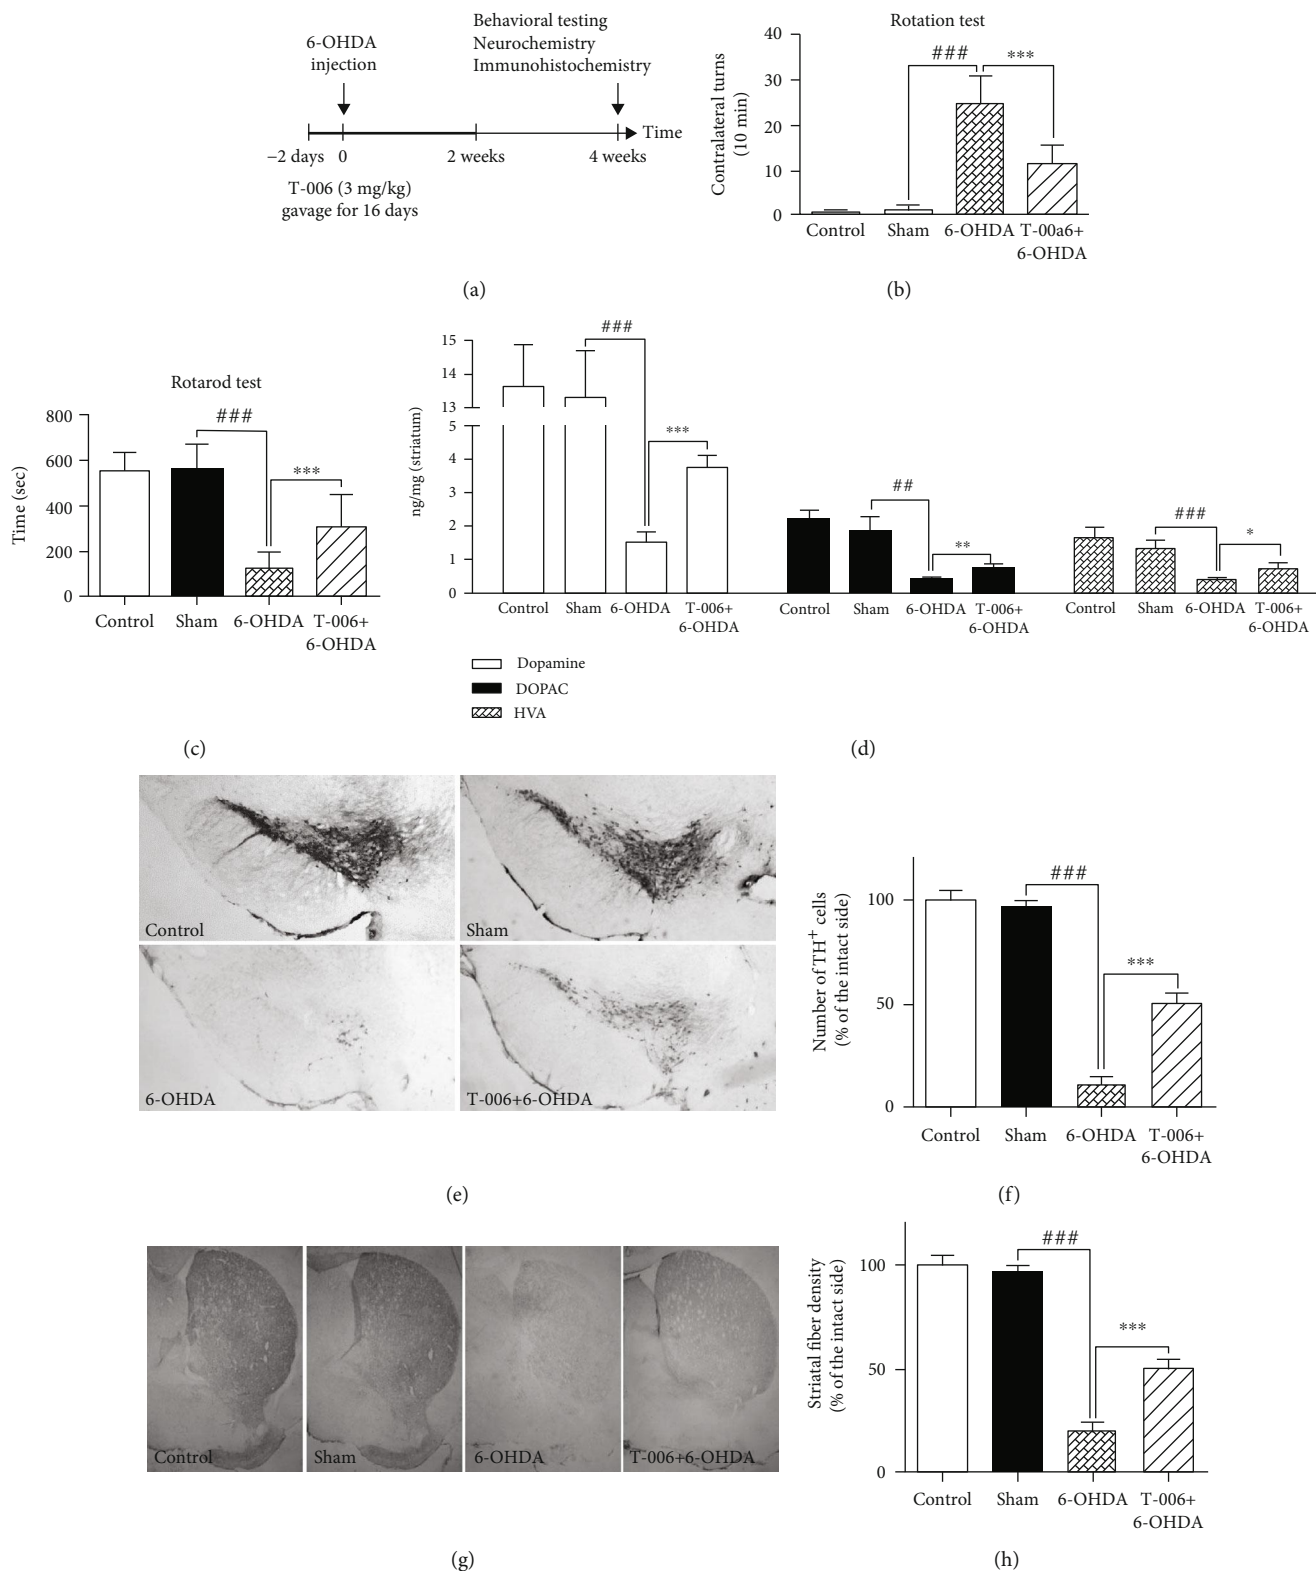 6-OHDA
injection
Behavioral testing
Neurochemistry
Immunohistochemistry
Time
−2 days 0 2 weeks 4 weeks
T-006 (3 mg/kg)
gavage for 16 days
(a)
Rotation test
Contralateral turns
(10 min)
40
30
20
10
0
###
***
Control Sham 6-OHDA T-00a6+
6-OHDA
(b)
Rotarod test
Time (sec)
800
600
400
200
0
###
***
Control Sham 6-OHDA T-006+
6-OHDA
(c)
ng/mg (striatum)
15
14
13
5
4
3
2
1
0
###
***
##
**
###
*
Control Sham 6-OHDA T-006+
6-OHDA
Control Sham 6-OHDA T-006+
6-OHDA
Control Sham 6-OHDA T-006+
6-OHDA
Dopamine
DOPAC
HVA
(d)
Control
Sham
6-OHDA
T-006+6-OHDA
(e)
Number of TH+ cells
(% of the intact side)
100
50
0
###
***
Control Sham 6-OHDA T-006+
6-OHDA
(f)
Control
Sham
6-OHDA
T-006+6-OHDA
(g)
Striatal fiber density
(% of the intact side)
100
50
0
###
***
Control Sham 6-OHDA T-006+
6-OHDA
(h)